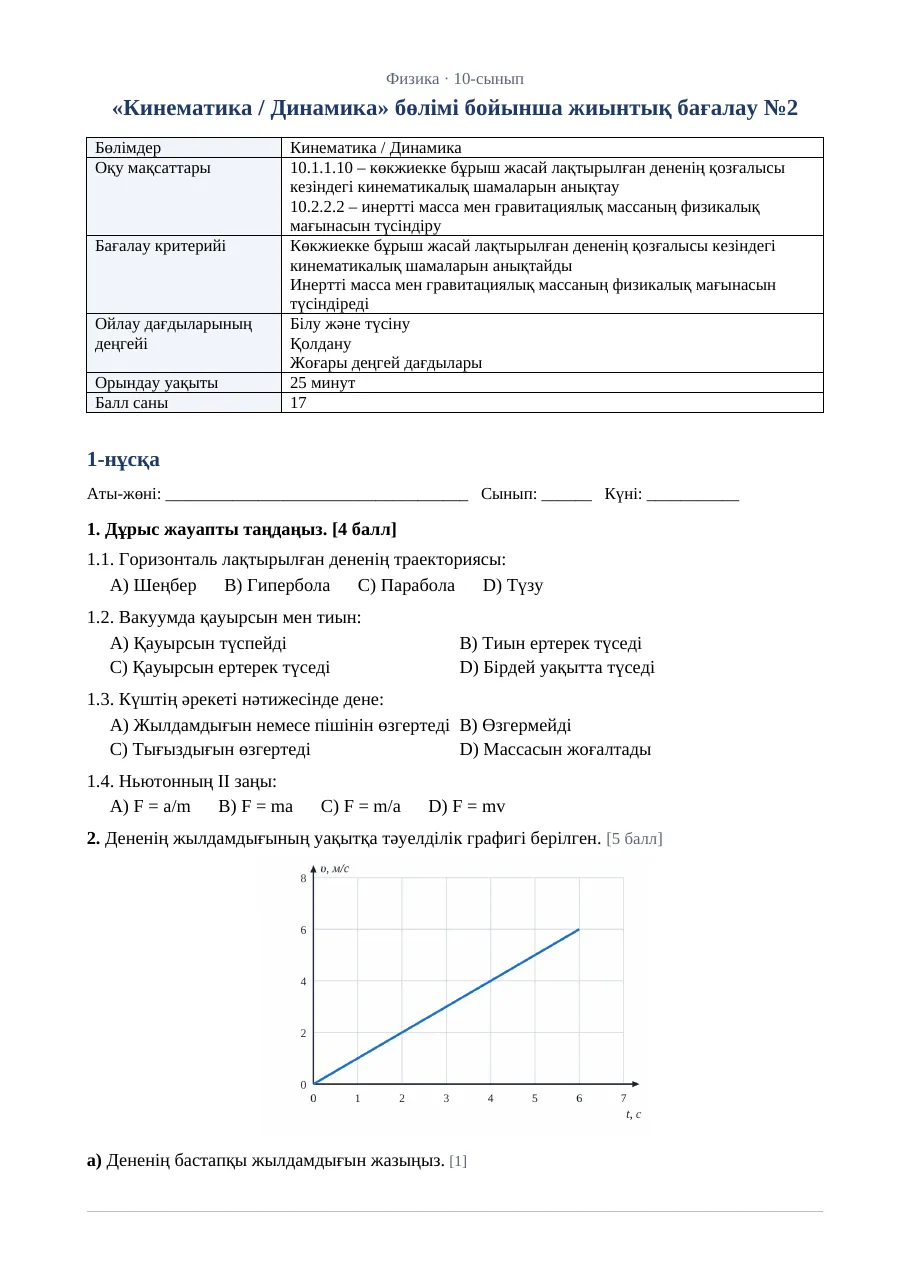 Физика · 10-сынып
«Кинематика / Динамика» бөлімі бойынша жиынтық бағалау №2
Бөлімдер Кинематика / Динамика
Оқу мақсаттары 10.1.1.10 – көкжиекке бұрыш жасай лақтырылған дененің қозғалысы
кезіндегі кинематикалық шамаларын анықтау
10.2.2.2 – инертті масса мен гравитациялық массаның физикалық
мағынасын түсіндіру
Бағалау критерийі Көкжиекке бұрыш жасай лақтырылған дененің қозғалысы кезіндегі
кинематикалық шамаларын анықтайды
Инертті масса мен гравитациялық массаның физикалық мағынасын
түсіндіреді
Ойлау дағдыларының Білу және түсіну
деңгейі Қолдану
Жоғары деңгей дағдылары
Орындау уақыты 25 минут
Балл саны 17
1-нұсқа
Аты-жөні: ____________________________________ Сынып: ______ Күні: ___________
1. Дұрыс жауапты таңдаңыз. [4 балл]
1.1. Горизонталь лақтырылған дененің траекториясы:
A) Шеңбер B) Гипербола C) Парабола D) Түзу
1.2. Вакуумда қауырсын мен тиын:
A) Қауырсын түспейді B) Тиын ертерек түседі
C) Қауырсын ертерек түседі D) Бірдей уақытта түседі
1.3. Күштің әрекеті нәтижесінде дене:
A) Жылдамдығын немесе пішінін өзгертеді B) Өзгермейді
C) Тығыздығын өзгертеді D) Массасын жоғалтады
1.4. Ньютонның II заңы:
A) F = a/m B) F = ma C) F = m/a D) F = mv
2. Дененің жылдамдығының уақытқа тәуелділік графигі берілген. [5 балл]
υ, м/с
8
6
4
2
0
0 1 2 3 4 5 6 7
t, с
а) Дененің бастапқы жылдамдығын жазыңыз. [1]